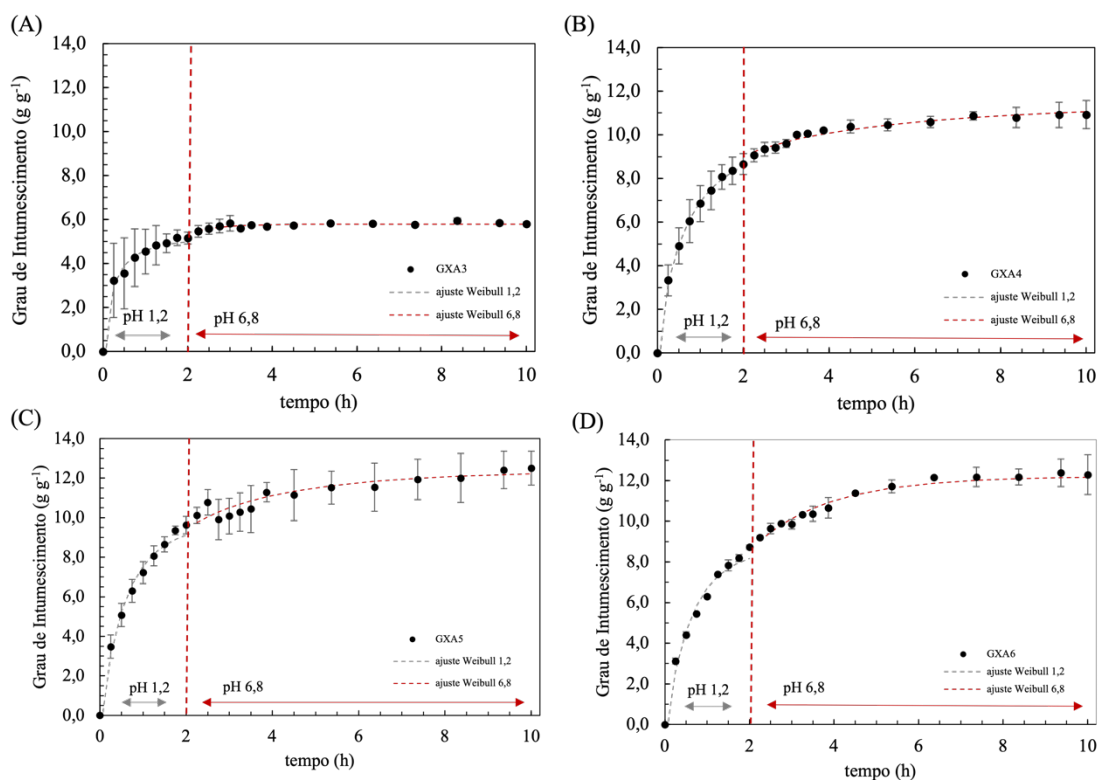 (A)
Grau de Intumescimento (g g⁻¹)
14,0
12,0
10,0
8,0
6,0
4,0
2,0
0,0
GXA3
ajuste Weibull 1,2
ajuste Weibull 6,8
pH 1,2
pH 6,8
0 2 4 6 8 10
tempo (h)
(B)
Grau de Intumescimento (g g⁻¹)
14,0
12,0
10,0
8,0
6,0
4,0
2,0
0,0
GXA4
ajuste Weibull 1,2
ajuste Weibull 6,8
pH 1,2
pH 6,8
0 2 4 6 8 10
tempo (h)
(C)
Grau de Intumescimento (g g⁻¹)
14,0
12,0
10,0
8,0
6,0
4,0
2,0
0,0
GXA5
ajuste Weibull 1,2
ajuste Weibull 6,8
pH 1,2
pH 6,8
0 2 4 6 8 10
tempo (h)
(D)
Grau de Intumescimento (g g⁻¹)
14,0
12,0
10,0
8,0
6,0
4,0
2,0
0,0
GXA6
ajuste Weibull 1,2
ajuste Weibull 6,8
pH 1,2
pH 6,8
0 2 4 6 8 10
tempo (h)